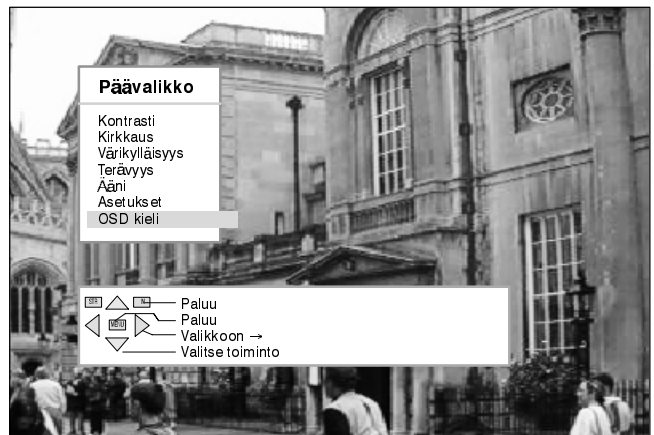 Päävalikko
Kontrasti
Kirkkaus
Värikylläisyys
Terävyys
Ääni
Asetukset
OSD kieli
STR
Paluu
MENU
Paluu
Valikkoon →
Valitse toiminto